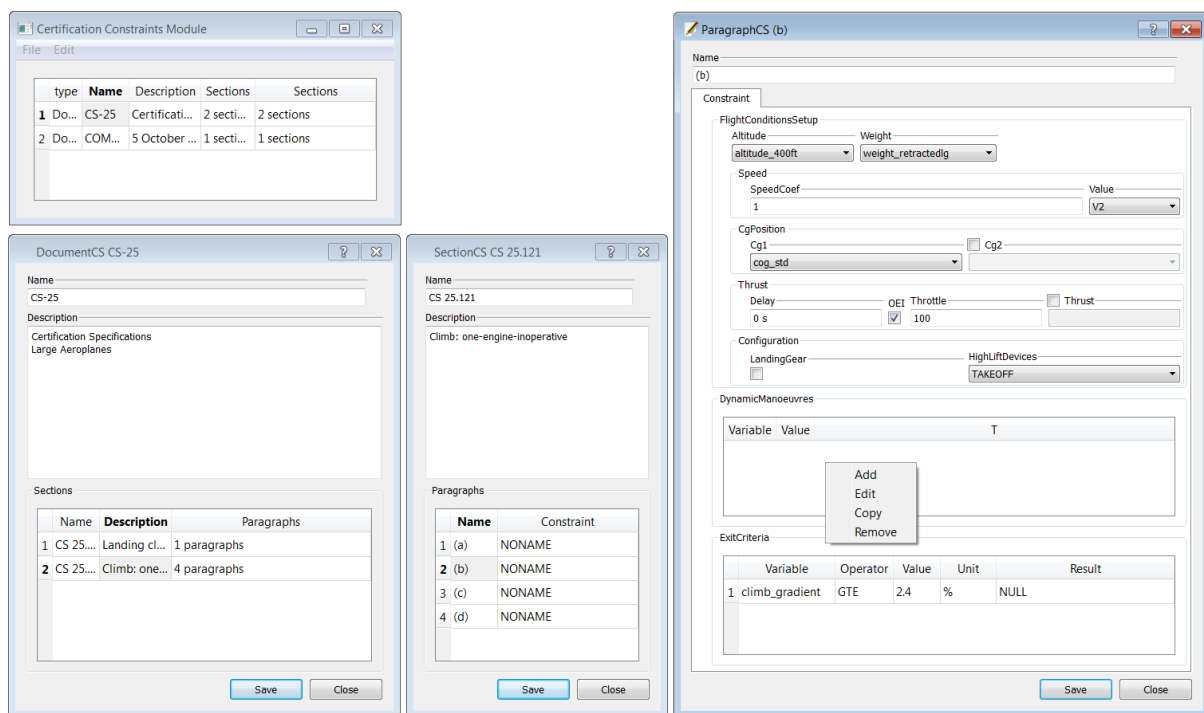 Certification Constraints Module
File Edit
type Name Description Sections Sections
1 Do... CS-25 Certificati... 2 secti... 2 sections
2 Do... COM... 5 October ... 1 secti... 1 sections
DocumentCS CS-25
Name
CS-25
Description
Certification Specifications
Large Aeroplanes
Sections
Name Description Paragraphs
1 CS 25.... Landing cl... 1 paragraphs
2 CS 25.... Climb: one... 4 paragraphs
Save Close
SectionCS CS 25.121
Name
CS 25.121
Description
Climb: one-engine-inoperative
Paragraphs
Name Constraint
1 (a) NONAME
2 (b) NONAME
3 (c) NONAME
4 (d) NONAME
Save Close
ParagraphCS (b)
Name
(b)
Constraint
FlightConditionsSetup
Altitude Weight
altitude_400ft weight_retractedlg
Speed
SpeedCoef Value
1 V2
CgPosition
Cg1 Cg2
cog_std
Thrust
Delay OEI Throttle Thrust
0 s 100
Configuration
LandingGear HighLiftDevices
TAKEOFF
DynamicManoeuvres
Variable Value T
Add
Edit
Copy
Remove
ExitCriteria
Variable Operator Value Unit Result
1 climb_gradient GTE 2.4 % NULL
Save Close